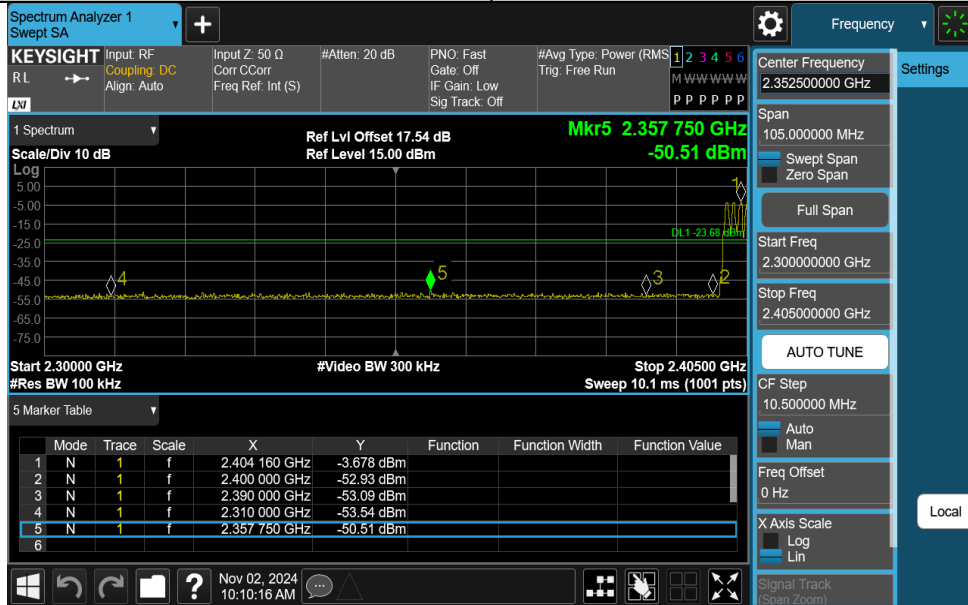 Spectrum Analyzer 1
Swept SA
+
Frequency
KEYSIGHT
RL
LXI
Input: RF
Coupling: DC
Align: Auto
Input Z: 50 Ω
Corr CCorr
Freq Ref: Int (S)
#Atten: 20 dB
PNO: Fast
Gate: Off
IF Gain: Low
Sig Track: Off
#Avg Type: Power (RMS
Trig: Free Run
1 2 3 4 5 6
M W W W W W
P P P P P P
1 Spectrum
Scale/Div 10 dB
Ref Lvl Offset 17.54 dB
Ref Level 15.00 dBm
Mkr5 2.357 750 GHz
-50.51 dBm
Log
5.00
-5.00
-15.0
-25.0
-35.0
-45.0
-55.0
-65.0
-75.0
1
DL1 -23.68 dBm
4
5
3
2
Start 2.30000 GHz
#Res BW 100 kHz
#Video BW 300 kHz
Stop 2.40500 GHz
Sweep 10.1 ms (1001 pts)
5 Marker Table
Mode Trace Scale X Y Function Function Width Function Value
1 N 1 f 2.404 160 GHz -3.678 dBm
2 N 1 f 2.400 000 GHz -52.93 dBm
3 N 1 f 2.390 000 GHz -53.09 dBm
4 N 1 f 2.310 000 GHz -53.54 dBm
5 N 1 f 2.357 750 GHz -50.51 dBm
6
Center Frequency
2.352500000 GHz
Settings
Span
105.000000 MHz
Swept Span
Zero Span
Full Span
Start Freq
2.300000000 GHz
Stop Freq
2.405000000 GHz
AUTO TUNE
CF Step
10.500000 MHz
Auto
Man
Freq Offset
0 Hz
Local
X Axis Scale
Log
Lin
Signal Track
(Span Zoom)
?
Nov 02, 2024
10:10:16 AM